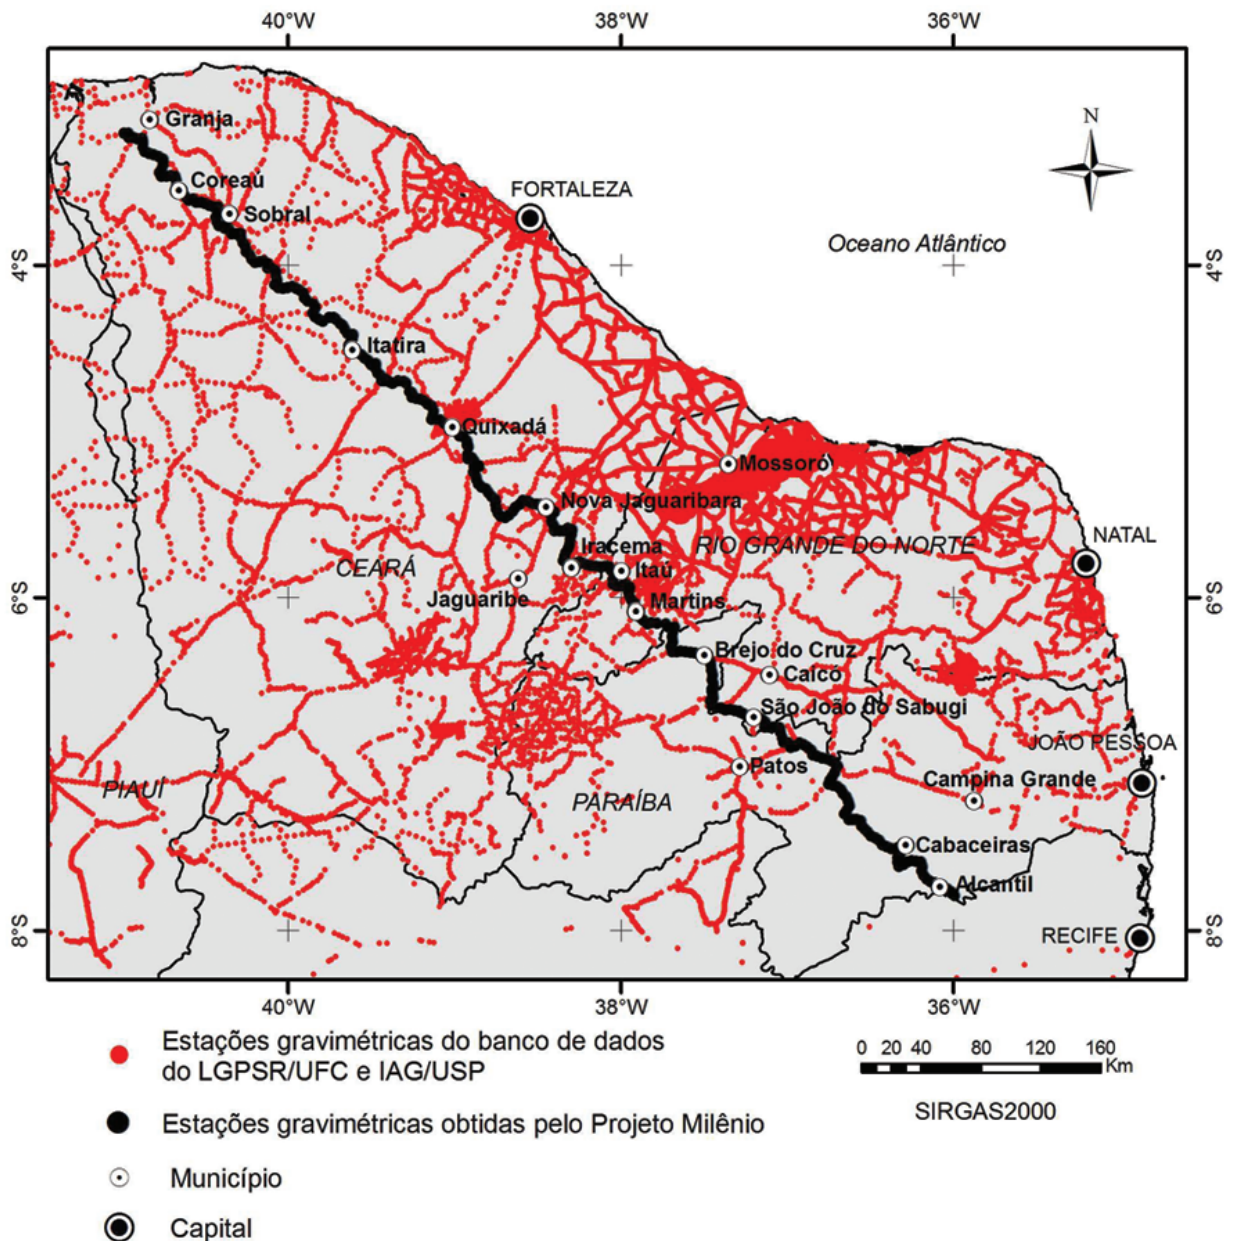 40°W 38°W 36°W
Granja
N
Coreaú
FORTALEZA
Sobral
Oceano Atlântico
4°S 4°S
Itatira
Quixadá
Mossoró
Nova Jaguaribara
NATAL
Iracema
RIO GRANDE DO NORTE
CEARÁ
Itaú
6°S 6°S
Jaguaribe
Martins
Brejo do Cruz
Caicó
São João do Sabugi
JOÃO PESSOA
Patos
Campina Grande
PIAUÍ
PARAÍBA
Cabaceiras
Alcantil
RECIFE
8°S 8°S
40°W 38°W 36°W
Estações gravimétricas do banco de dados
do LGPSR/UFC e IAG/USP
0 20 40 80 120 160
Km
Estações gravimétricas obtidas pelo Projeto Milênio
SIRGAS2000
Município
Capital